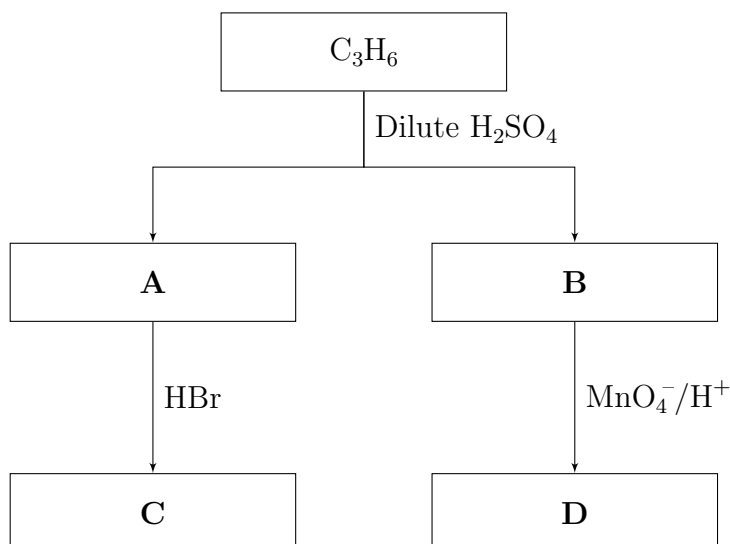 C₃H₆
Dilute H₂SO₄
A
B
HBr
MnO₄⁻/H⁺
C
D